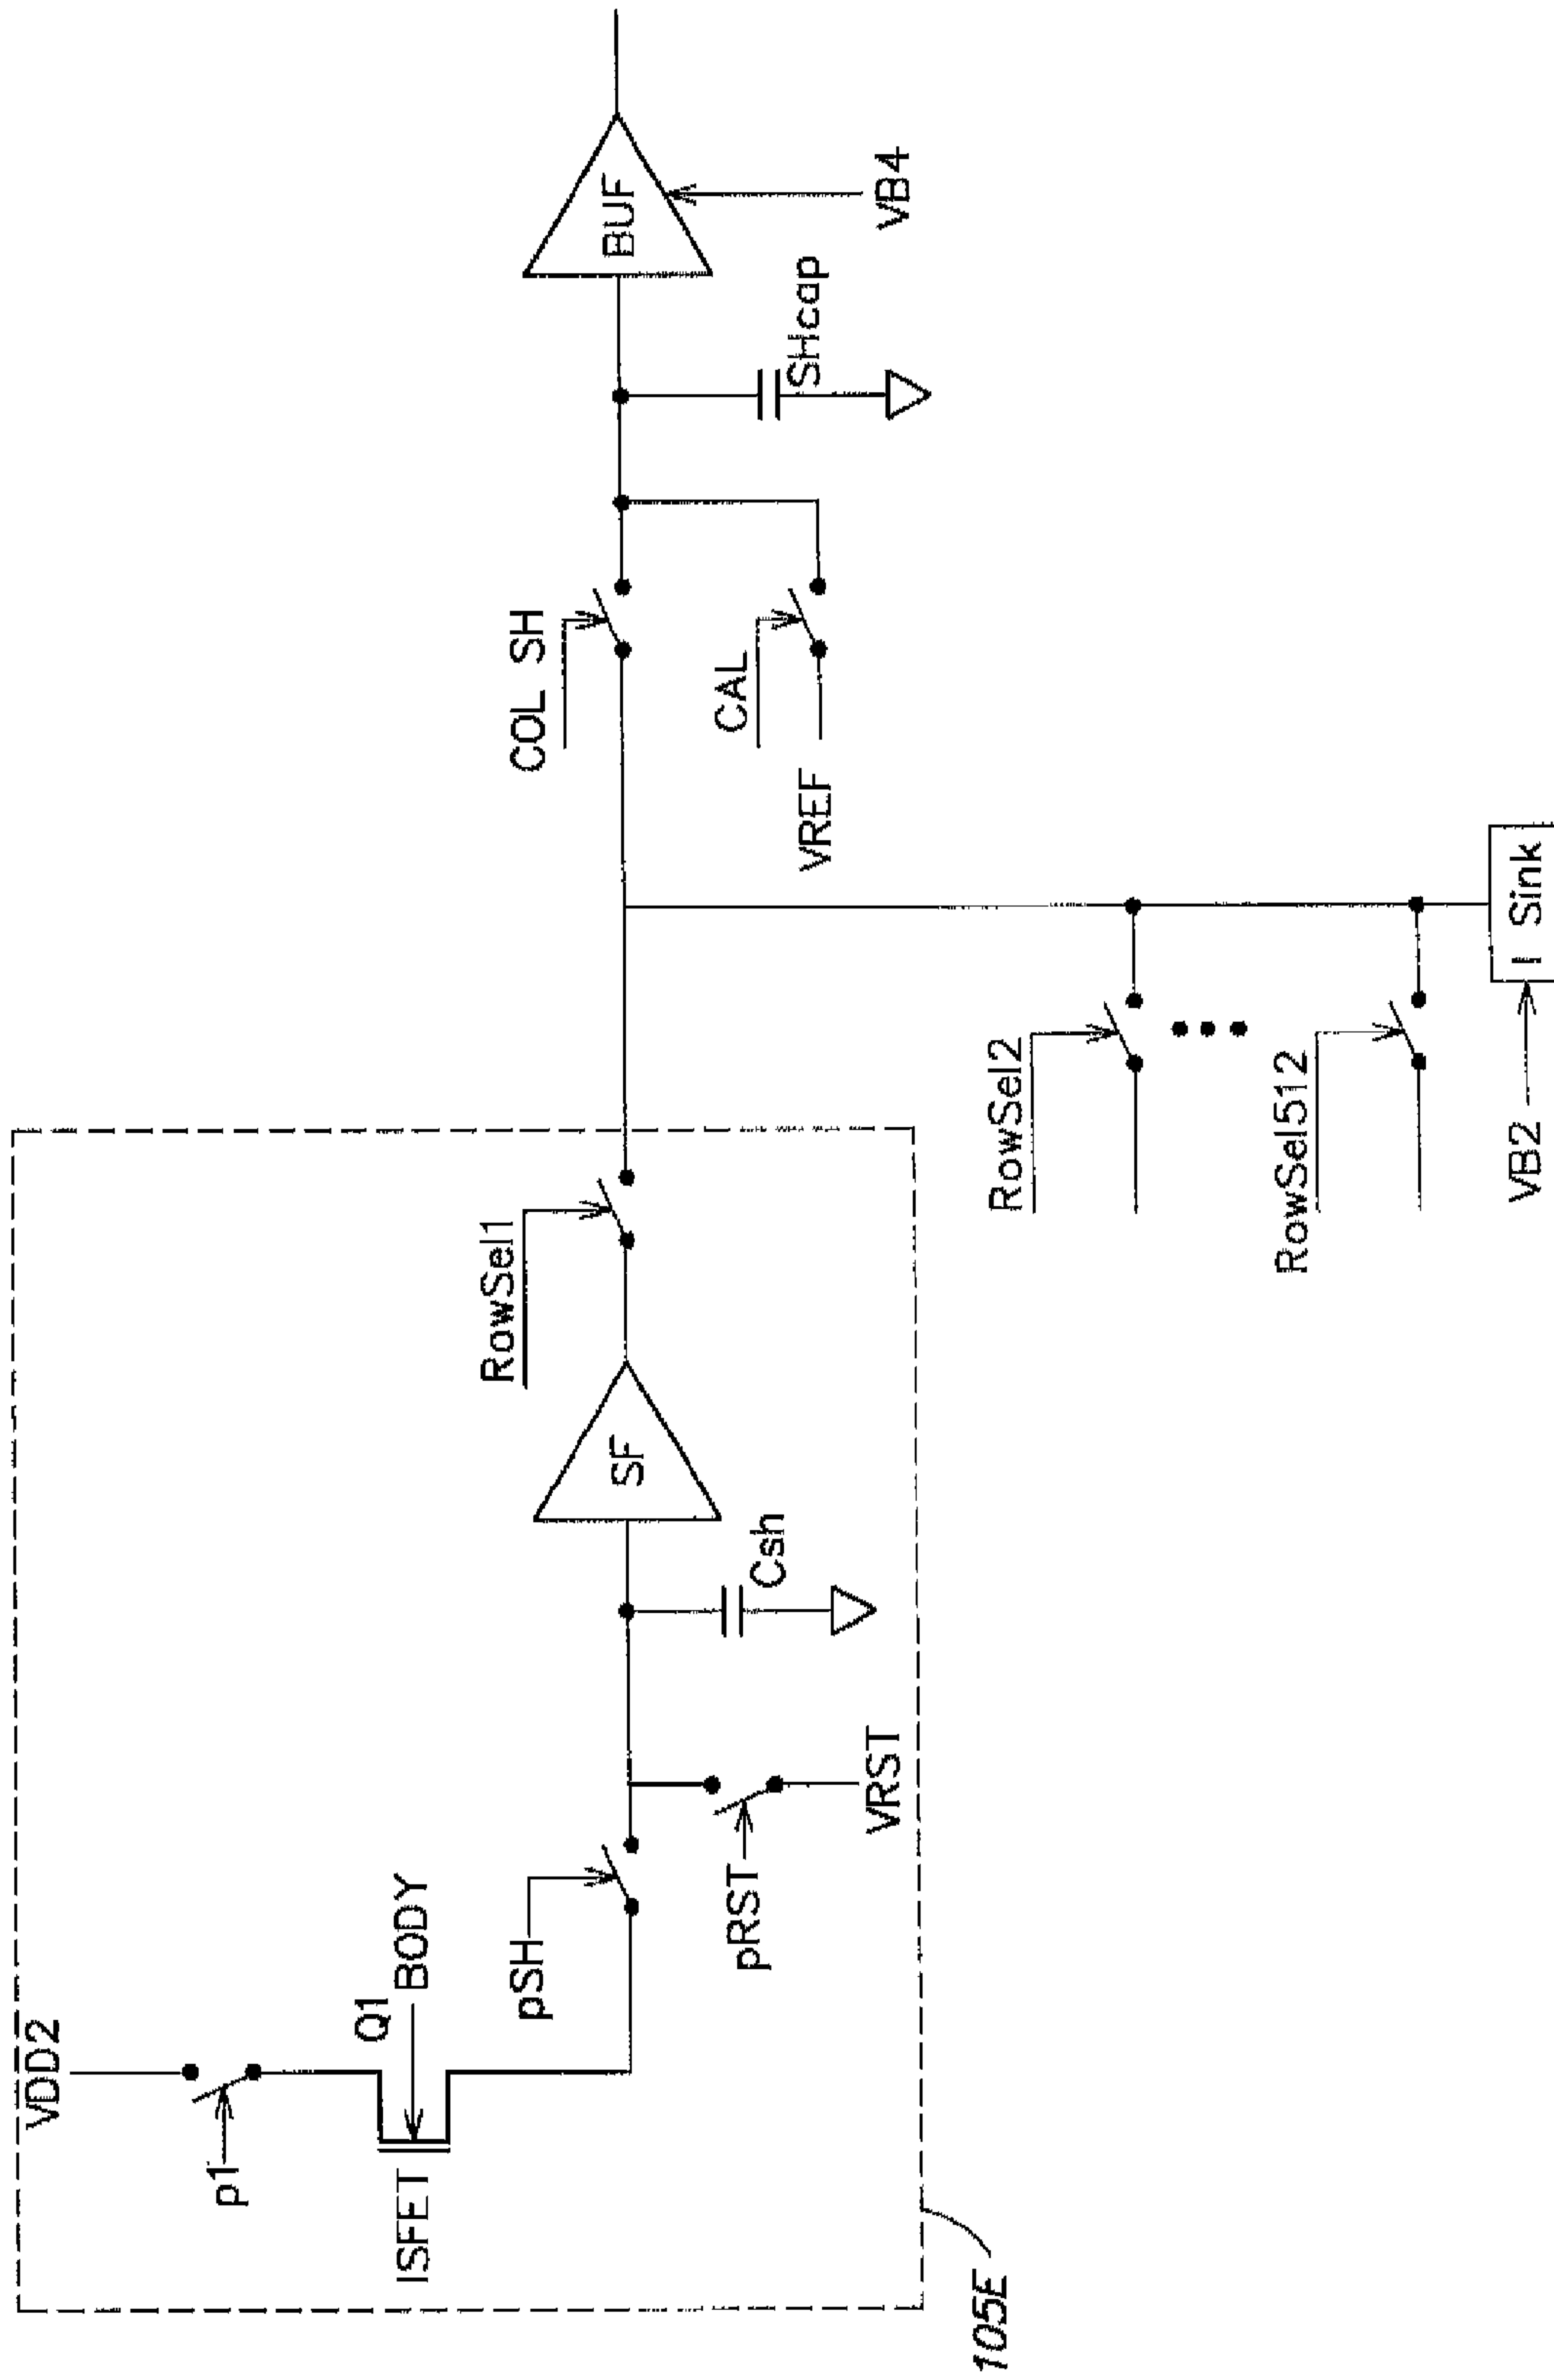 VDD2
p1
Q1
BODY
ISFET
pSH
pRST
VRST
Csh
SF
RowSel1
105E
RowSel2
RowSel512
VB2
I Sink
COL SH
CAL
VREF
SHcap
BUF
VB4